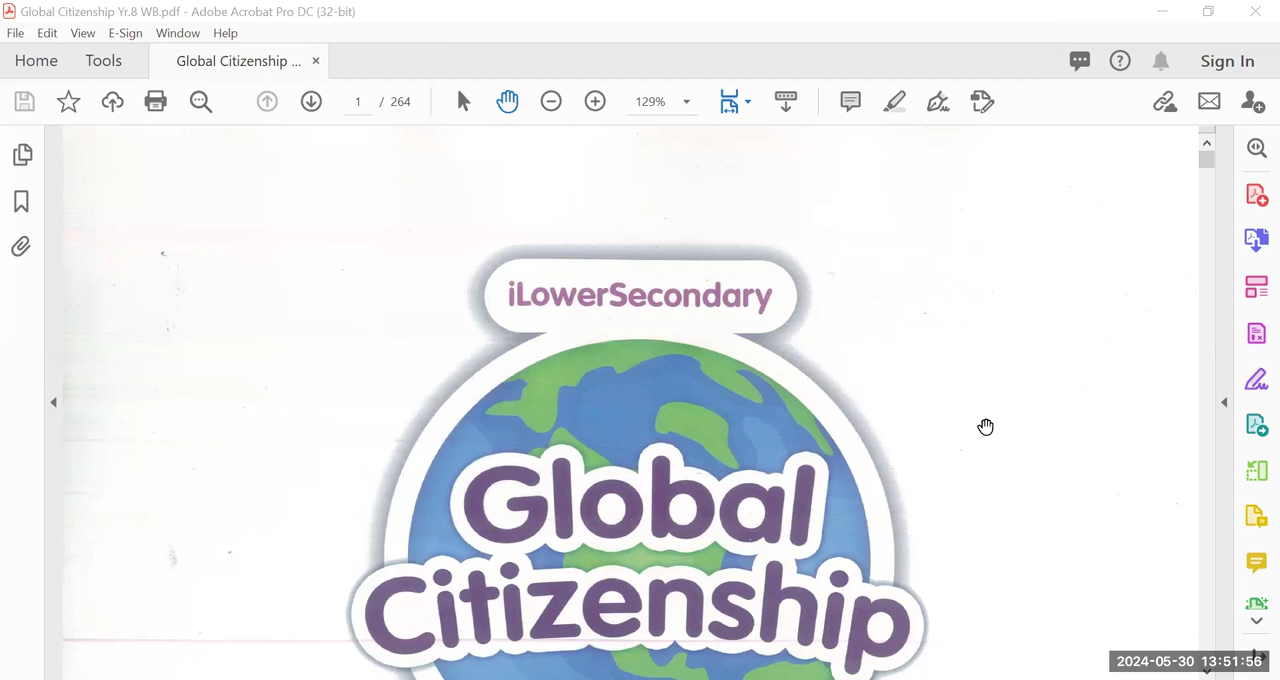 Global Citizenship Yr.8 WB.pdf - Adobe Acrobat Pro DC (32-bit)
File Edit View E-Sign Window Help
Home Tools Global Citizenship ... × Sign In
1 / 264 129%
iLowerSecondary
Global
Citizenship
2024-05-30 13:51:56